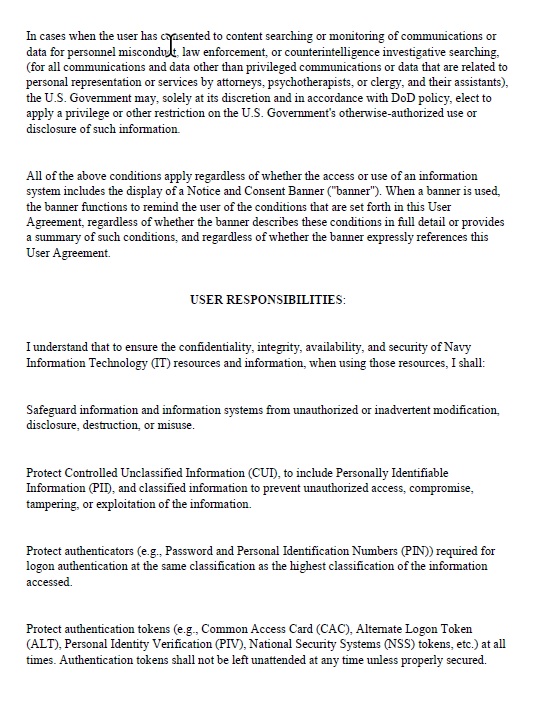 In cases when the user has consented to content searching or monitoring of communications or
data for personnel misconduct, law enforcement, or counterintelligence investigative searching,
(for all communications and data other than privileged communications or data that are related to
personal representation or services by attorneys, psychotherapists, or clergy, and their assistants),
the U.S. Government may, solely at its discretion and in accordance with DoD policy, elect to
apply a privilege or other restriction on the U.S. Government's otherwise-authorized use or
disclosure of such information.
All of the above conditions apply regardless of whether the access or use of an information
system includes the display of a Notice and Consent Banner ("banner"). When a banner is used,
the banner functions to remind the user of the conditions that are set forth in this User
Agreement, regardless of whether the banner describes these conditions in full detail or provides
a summary of such conditions, and regardless of whether the banner expressly references this
User Agreement.
USER RESPONSIBILITIES:
I understand that to ensure the confidentiality, integrity, availability, and security of Navy
Information Technology (IT) resources and information, when using those resources, I shall:
Safeguard information and information systems from unauthorized or inadvertent modification,
disclosure, destruction, or misuse.
Protect Controlled Unclassified Information (CUI), to include Personally Identifiable
Information (PII), and classified information to prevent unauthorized access, compromise,
tampering, or exploitation of the information.
Protect authenticators (e.g., Password and Personal Identification Numbers (PIN)) required for
logon authentication at the same classification as the highest classification of the information
accessed.
Protect authentication tokens (e.g., Common Access Card (CAC), Alternate Logon Token
(ALT), Personal Identity Verification (PIV), National Security Systems (NSS) tokens, etc.) at all
times. Authentication tokens shall not be left unattended at any time unless properly secured.